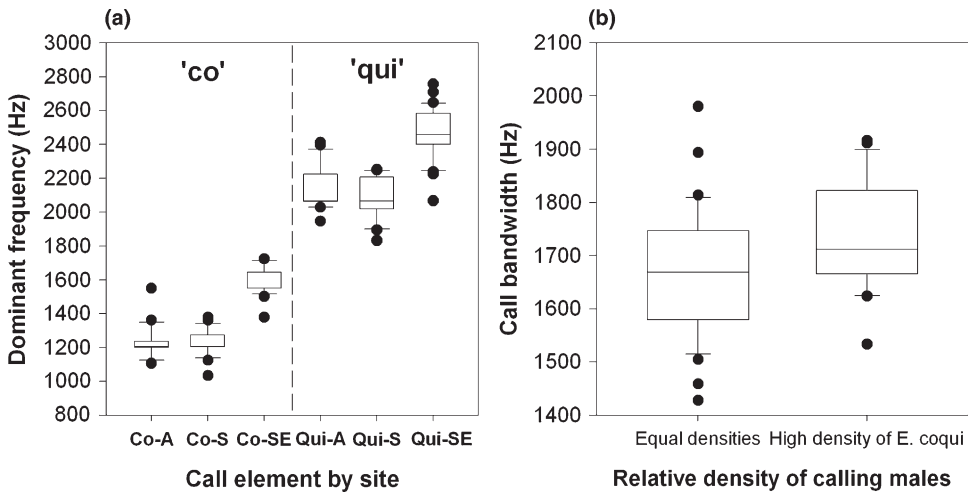 (a)
3000
2800
2600
2400
2200
2000
1800
1600
1400
1200
1000
800
Dominant frequency (Hz)
'co' 'qui'
Co-A Co-S Co-SE Qui-A Qui-S Qui-SE
Call element by site
(b)
2100
2000
1900
1800
1700
1600
1500
1400
Call bandwidth (Hz)
Equal densities High density of E. coqui
Relative density of calling males